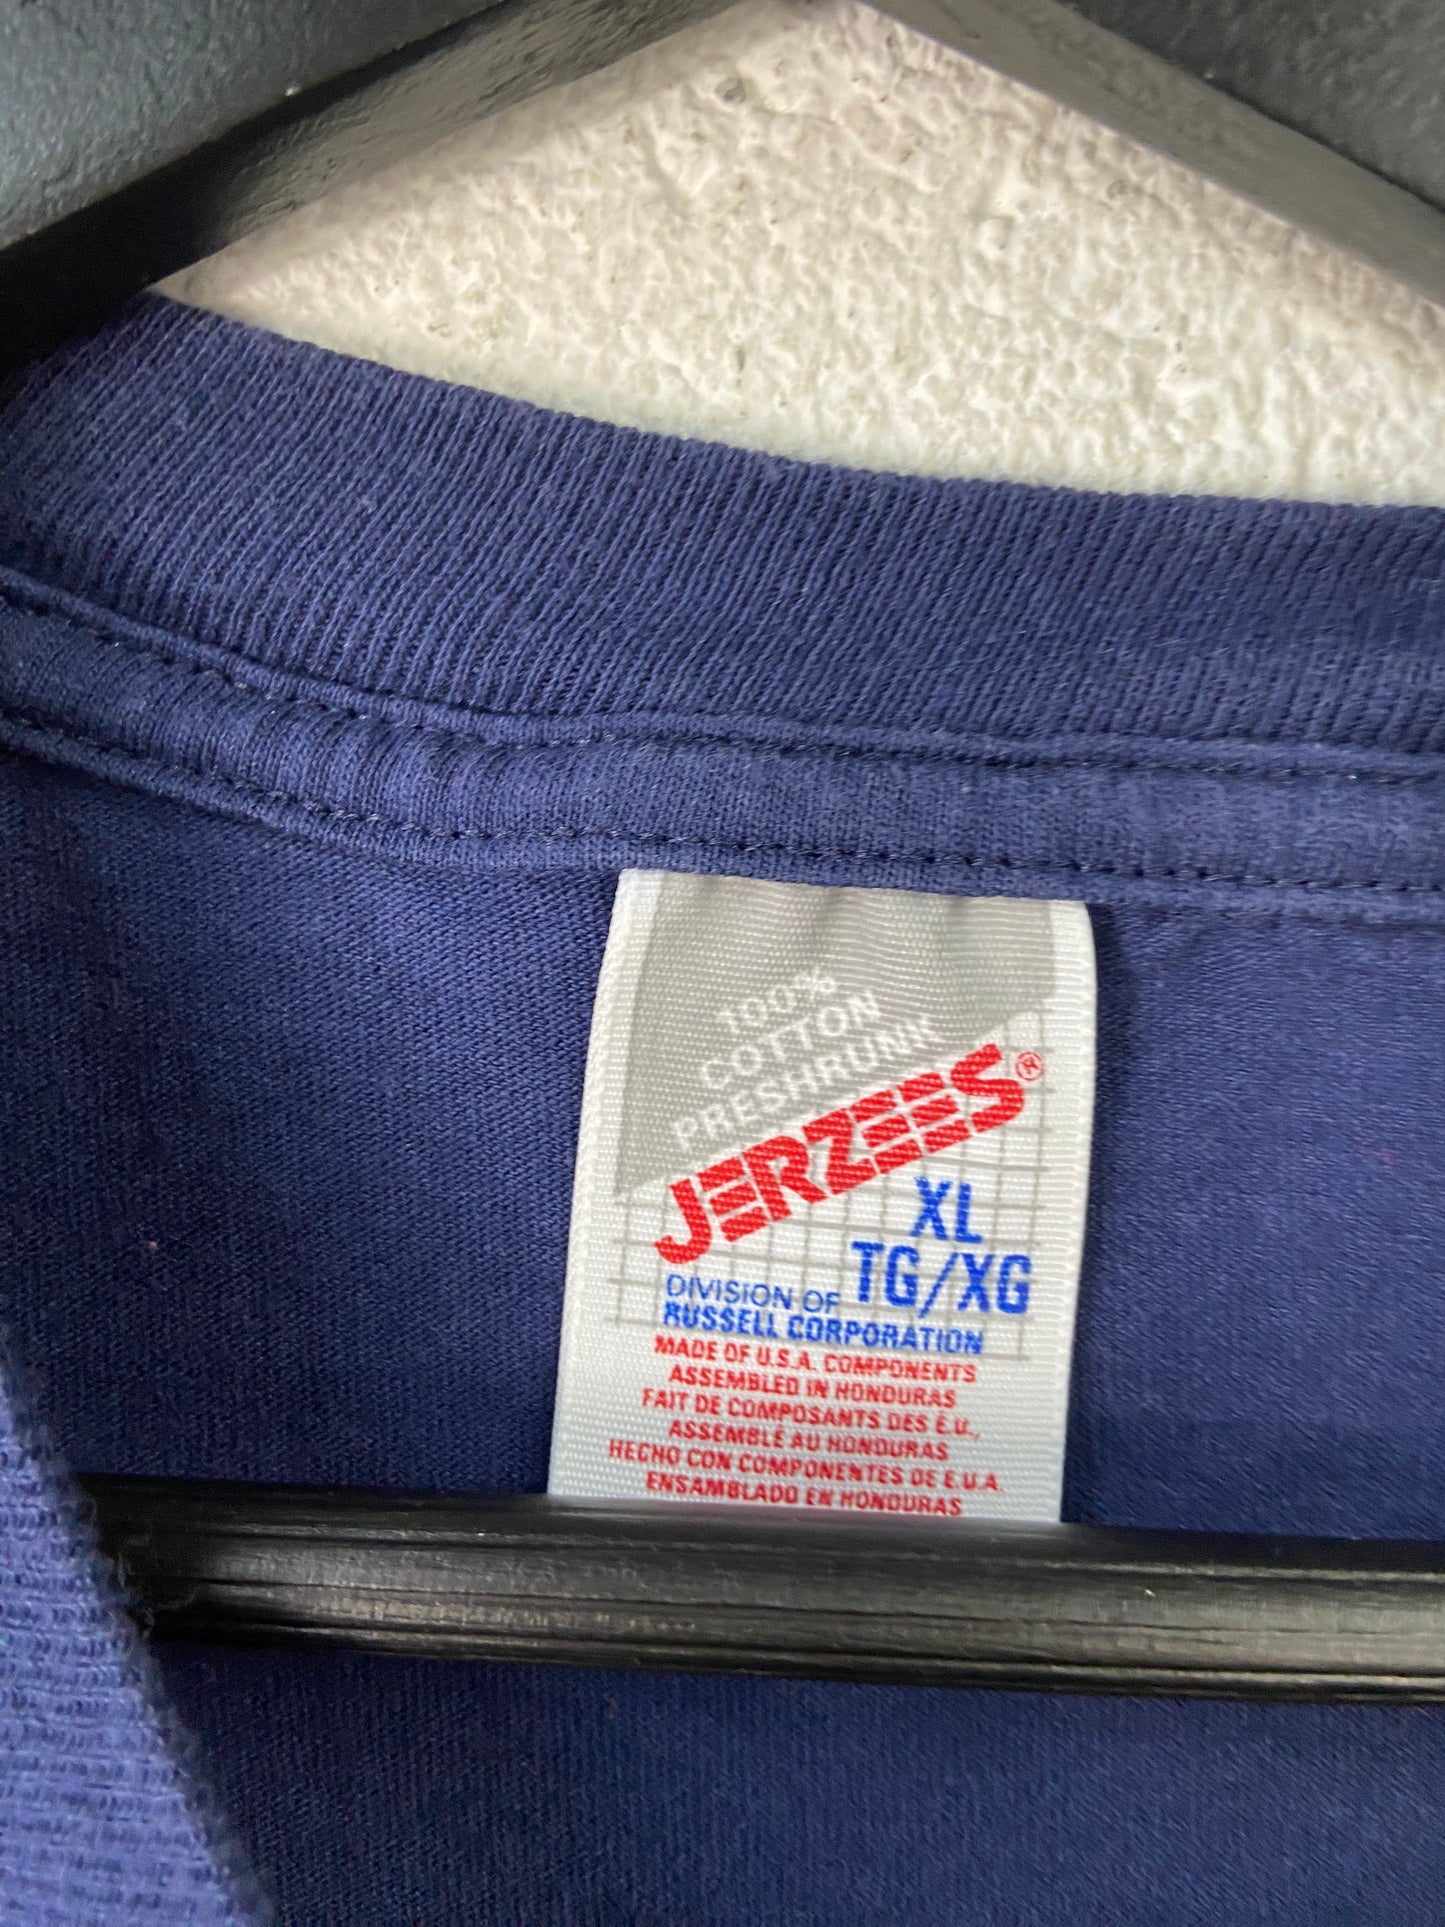 100%
COTTON
PRESHRUNK
JERZEES®
XL
TG/XG
DIVISION OF
RUSSELL CORPORATION
MADE OF U.S.A. COMPONENTS
ASSEMBLED IN HONDURAS
FAIT DE COMPOSANTS DES É.U.,
ASSEMBLÉ AU HONDURAS
HECHO CON COMPONENTES DE E.U.A.
ENSAMBLADO EN HONDURAS